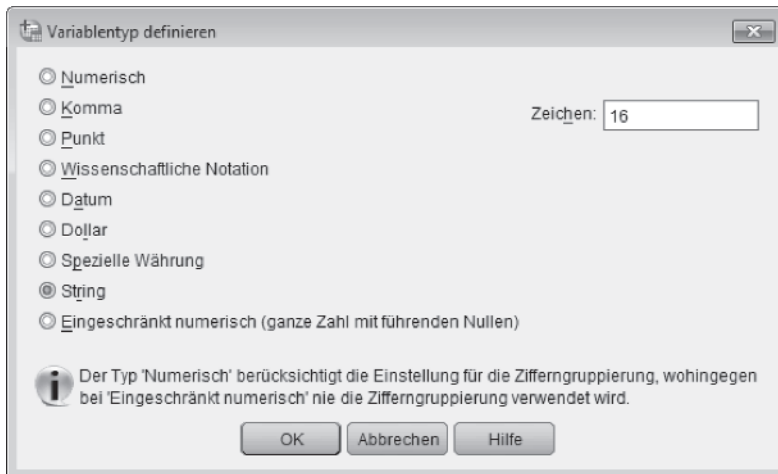 Variablentyp definieren
Numerisch
Komma
Zeichen: 16
Punkt
Wissenschaftliche Notation
Datum
Dollar
Spezielle Währung
String
Eingeschränkt numerisch (ganze Zahl mit führenden Nullen)
Der Typ 'Numerisch' berücksichtigt die Einstellung für die Zifferngruppierung, wohingegen
bei 'Eingeschränkt numerisch' nie die Zifferngruppierung verwendet wird.
OK Abbrechen Hilfe